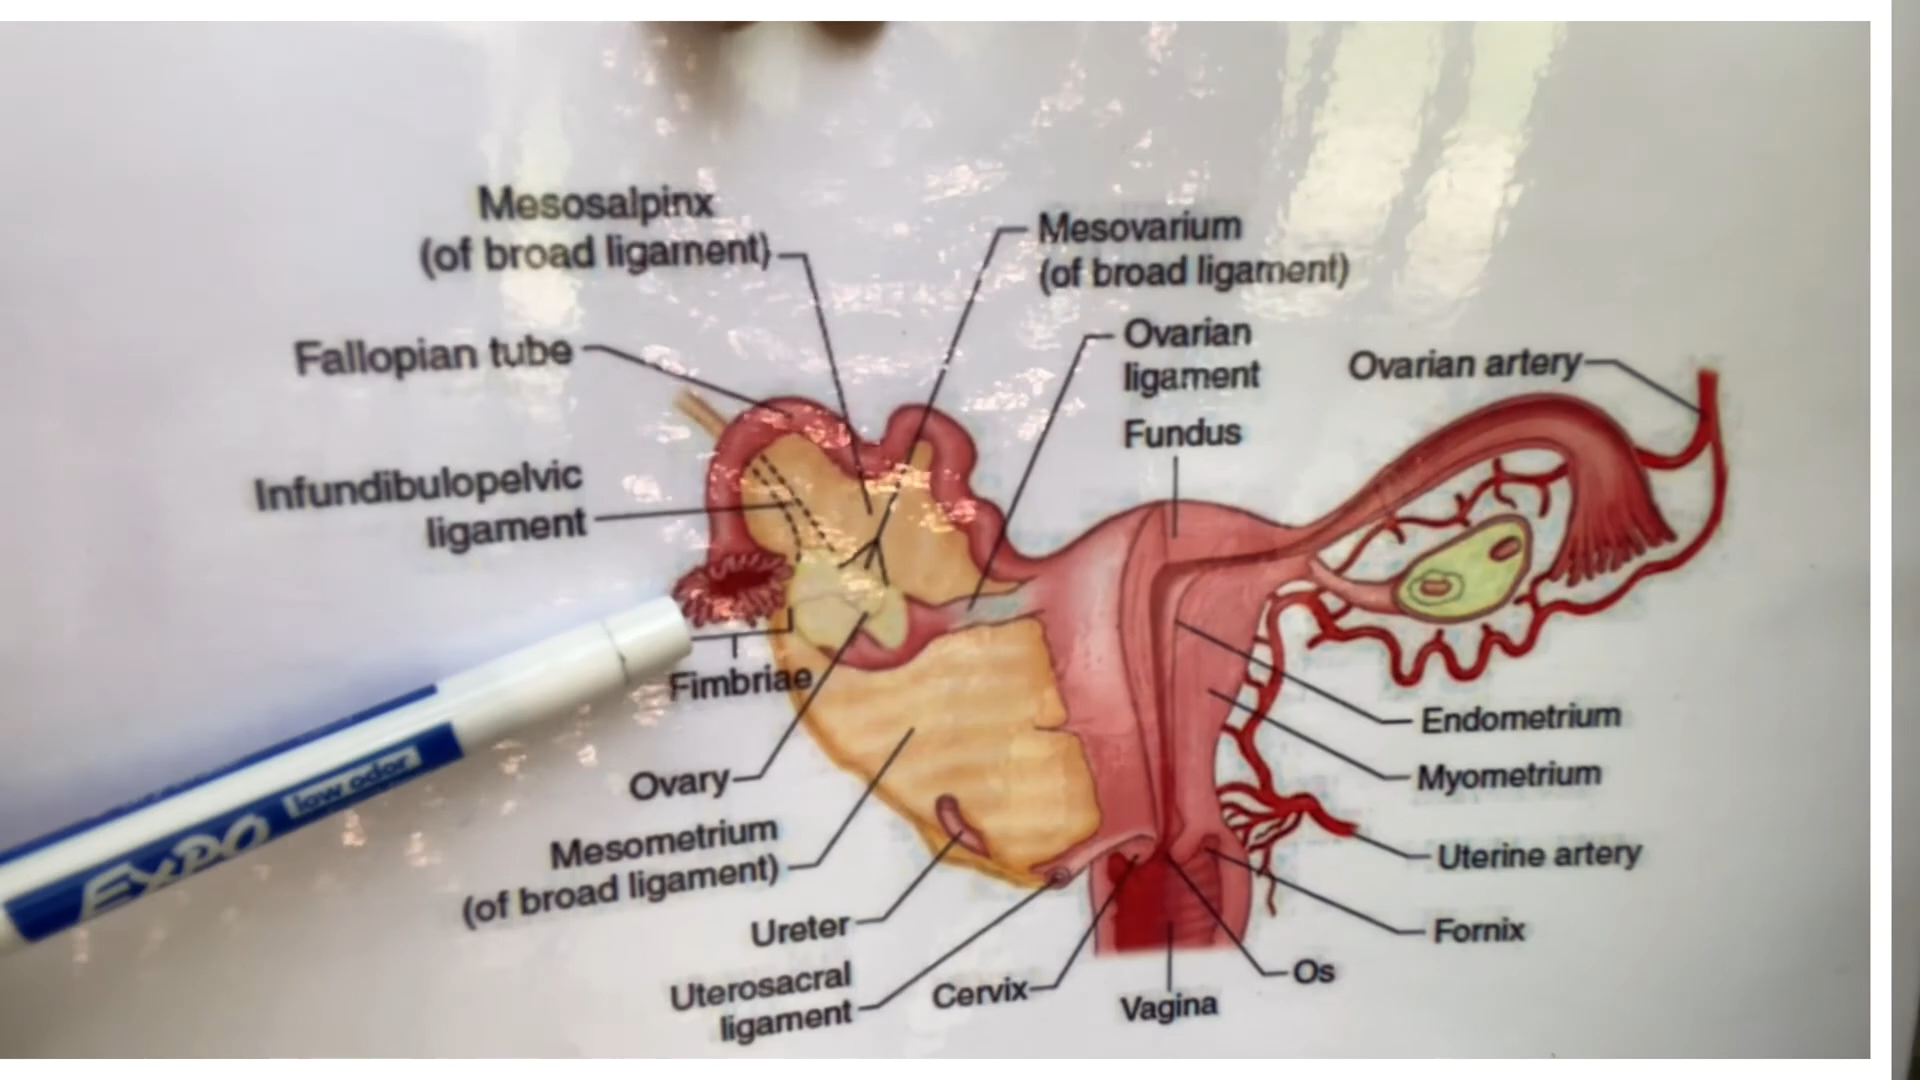 Mesosalpinx
(of broad ligament)
Mesovarium
(of broad ligament)
Fallopian tube
Ovarian
ligament
Ovarian artery
Fundus
Infundibulopelvic
ligament
Fimbriae
Endometrium
Ovary
Myometrium
Mesometrium
(of broad ligament)
Uterine artery
Ureter
Fornix
Uterosacral
ligament
Cervix
Os
Vagina
EXPO
low odor